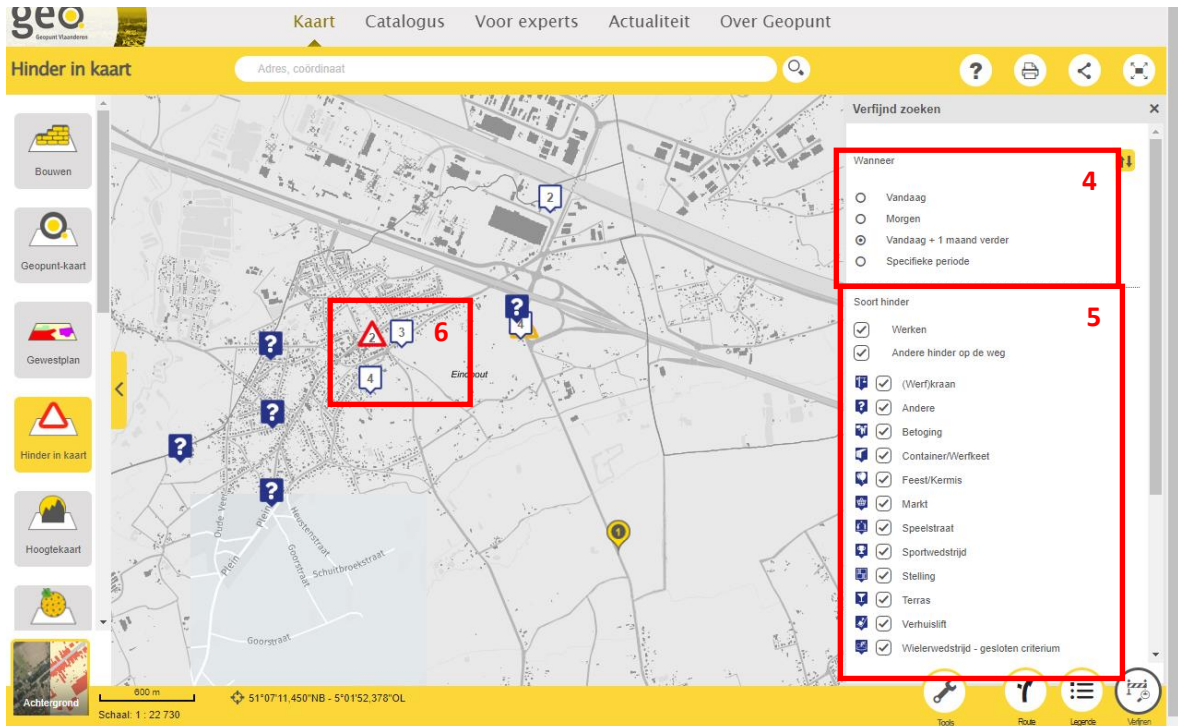 geo.
Geopunt Vlaanderen
Kaart
Catalogus
Voor experts
Actualiteit
Over Geopunt
Hinder in kaart
Adres, coördinaat
?
Bouwen
Geopunt-kaart
Gewestplan
Hinder in kaart
Hoogtekaart
Achtergrond
2
?
4
?
2
3
6
4
Eindhout
?
?
?
1
Oude Veer
Plein
Plein
Heustenstraat
Goorstraat
Schuitbroekstraat
Goorstraat
Verfijnd zoeken
×
Wanneer
4
Vandaag
Morgen
Vandaag + 1 maand verder
Specifieke periode
Soort hinder
5
Werken
Andere hinder op de weg
(Werf)kraan
Andere
Betoging
Container/Werfkeet
Feest/Kermis
Markt
Speelstraat
Sportwedstrijd
Stelling
Terras
Verhuislift
Wielerwedstrijd - gesloten criterium
600 m
Schaal: 1 : 22 730
51°07'11,450"NB - 5°01'52,378"OL
Tools
Route
Legende
Verfijnen